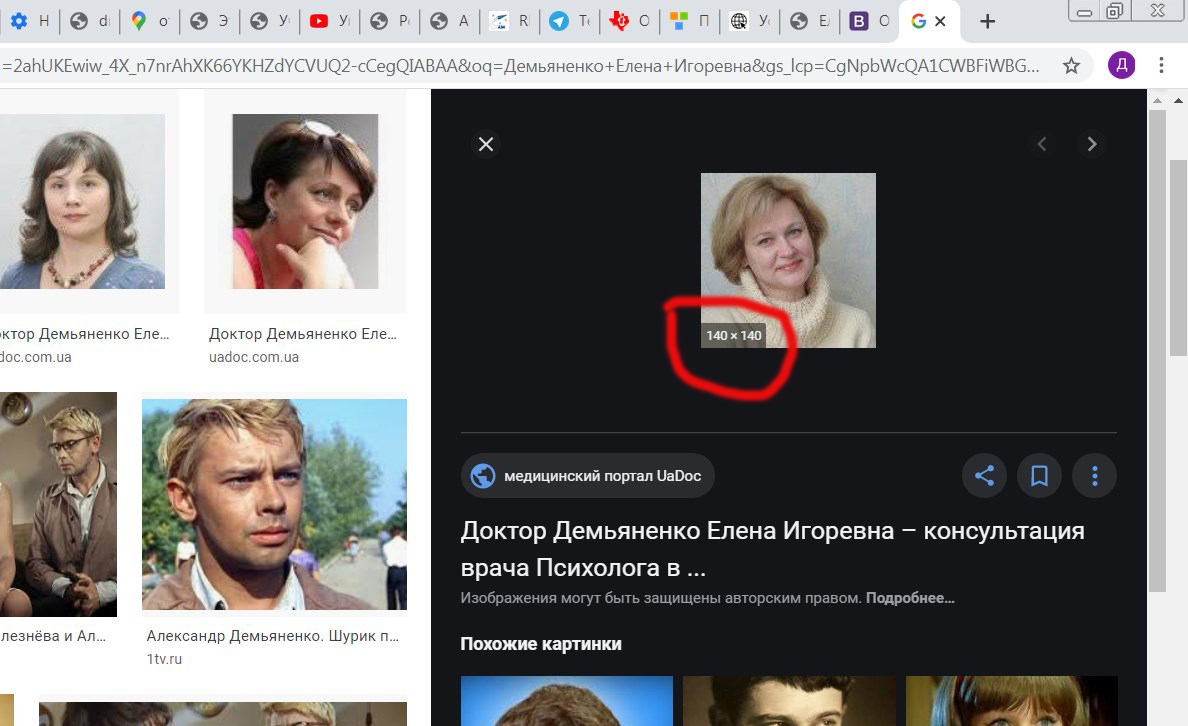 =2ahUKEwiw_4X_n7nrAhXK66YKHZdYCVUQ2-cCegQIABAA&oq=Демьяненко+Елена+Игоревна&gs_lcp=CgNpbWcQA1CWBFiWBG...
Д
140 × 140
октор Демьяненко Еле...
doc.com.ua
Доктор Демьяненко Еле...
uadoc.com.ua
медицинский портал UaDoc
Доктор Демьяненко Елена Игоревна – консультация
врача Психолога в ...
Изображения могут быть защищены авторским правом. Подробнее...
лезнёва и Ал...
Александр Демьяненко. Шурик п...
1tv.ru
Похожие картинки